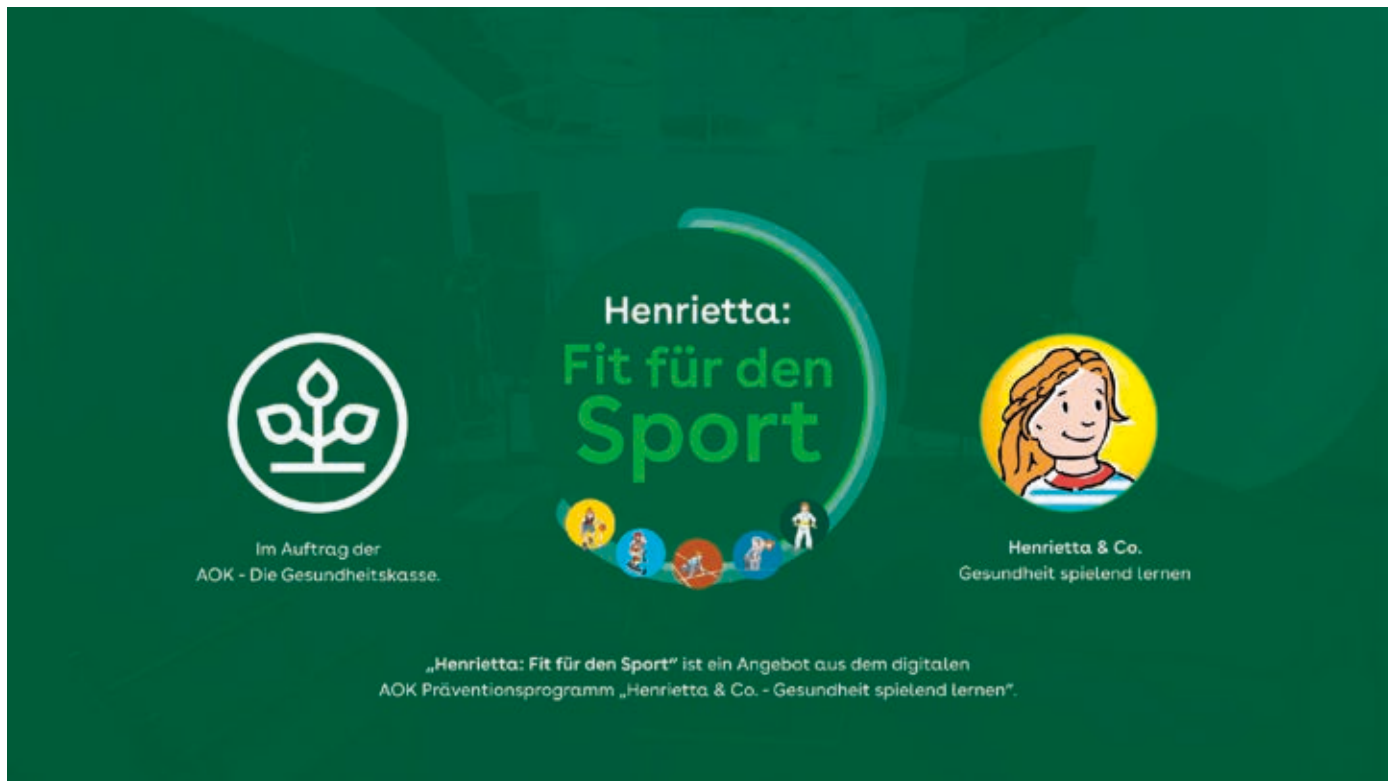 Henrietta:
Fit für den
Sport
Im Auftrag der
AOK - Die Gesundheitskasse.
Henrietta & Co.
Gesundheit spielend lernen
„Henrietta: Fit für den Sport“ ist ein Angebot aus dem digitalen
AOK Präventionsprogramm „Henrietta & Co. - Gesundheit spielend lernen“.